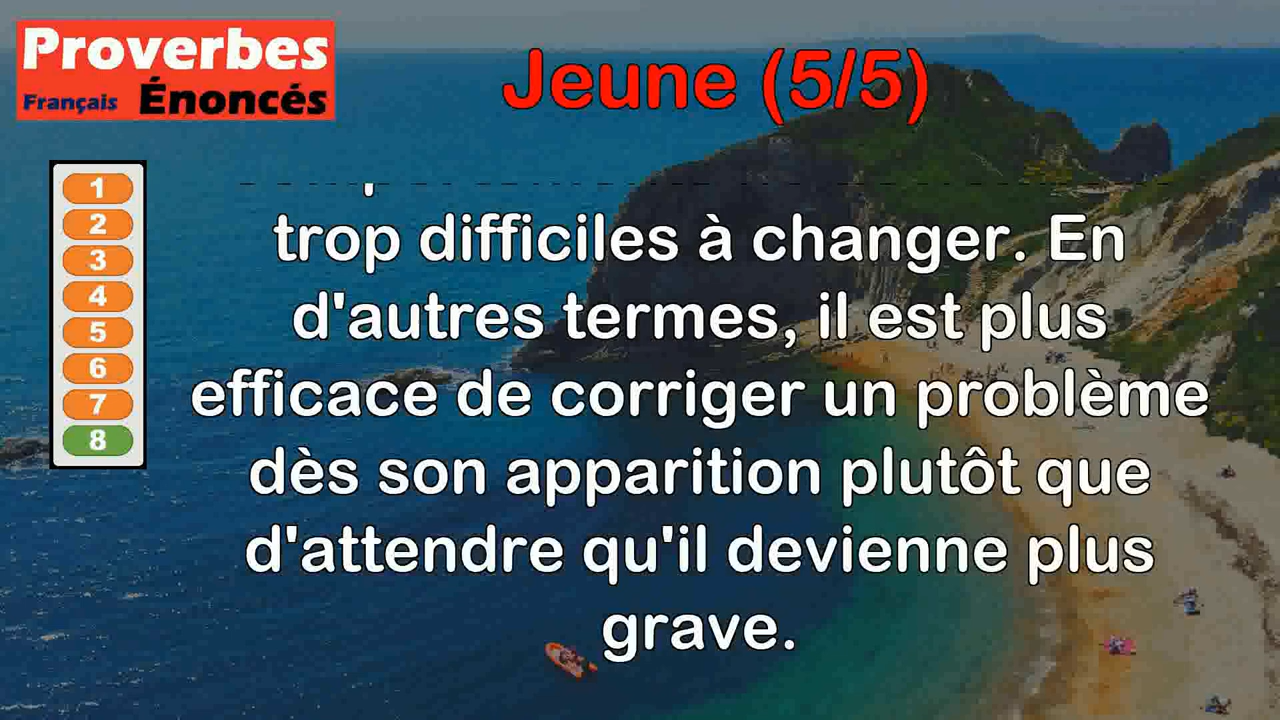 Proverbes
Français Énoncés
Jeune (5/5)
1
2
3
4
5
6
7
8
trop difficiles à changer. En
d'autres termes, il est plus
efficace de corriger un problème
dès son apparition plutôt que
d'attendre qu'il devienne plus
grave.